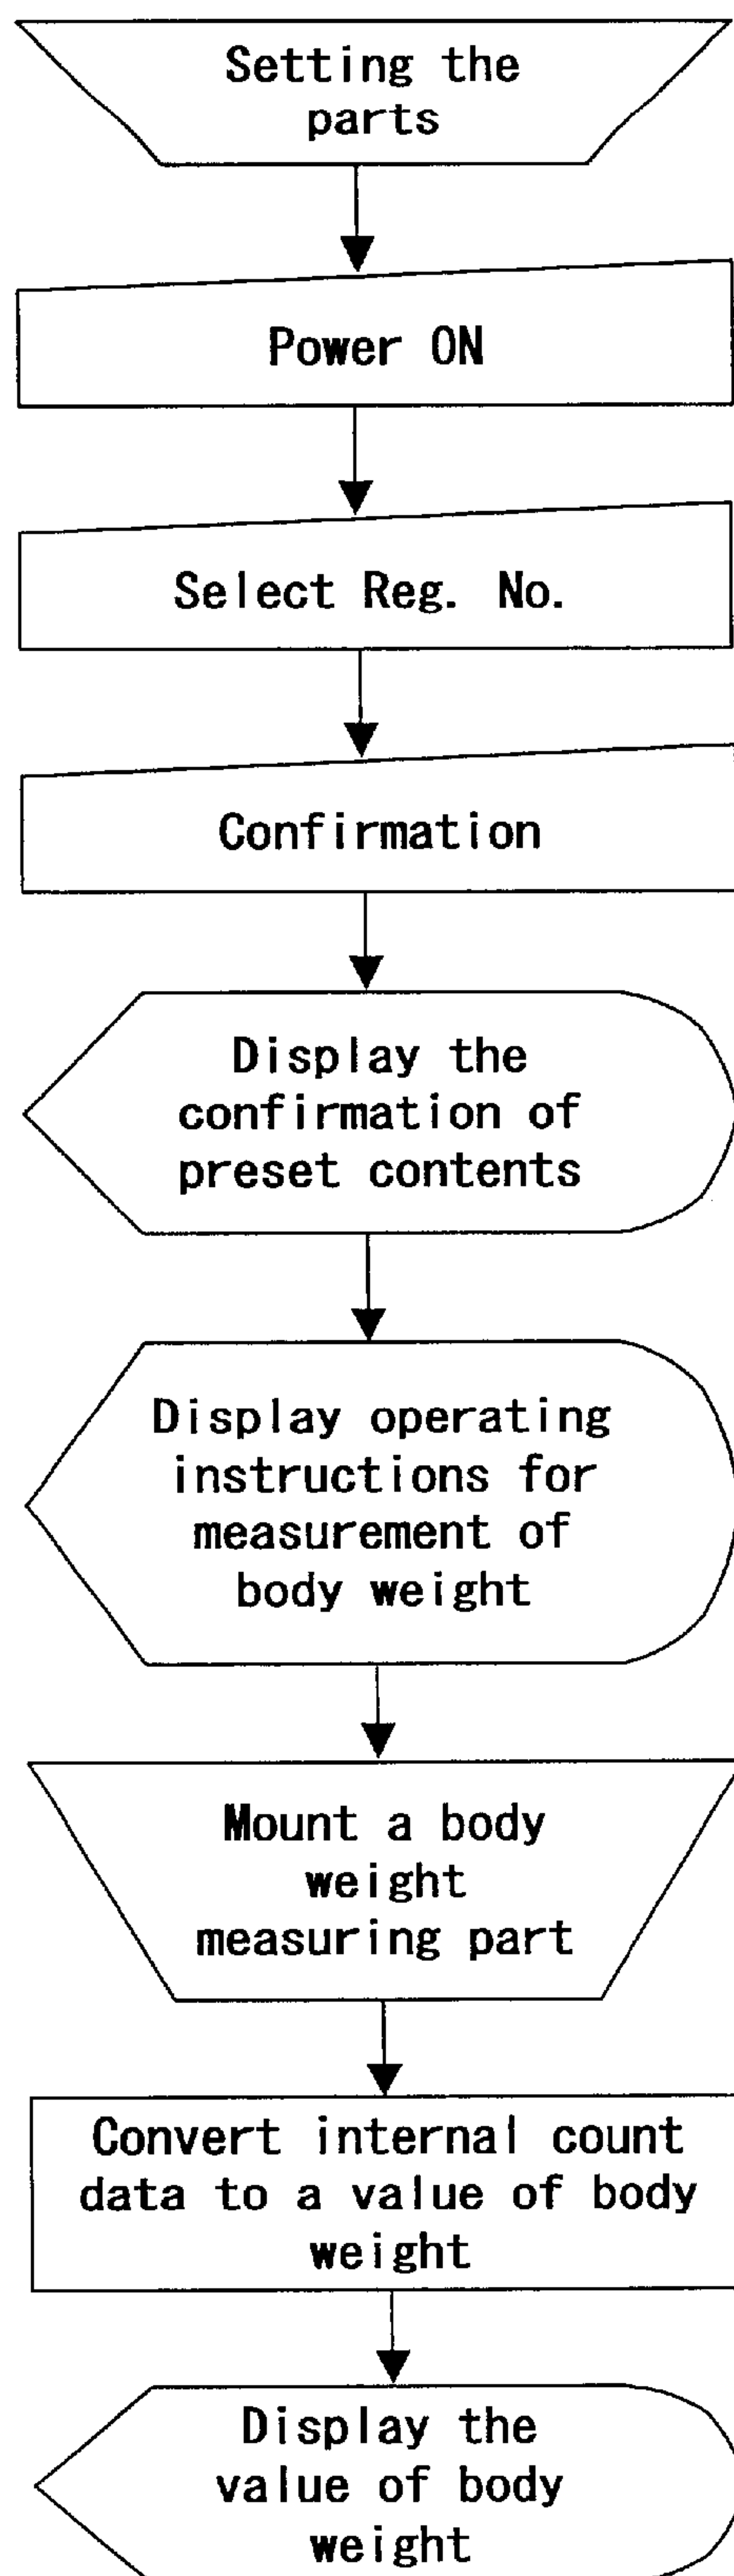 Setting the
parts
Power ON
Select Reg. No.
Confirmation
Display the
confirmation of
preset contents
Display operating
instructions for
measurement of
body weight
Mount a body
weight
measuring part
Convert internal count
data to a value of body
weight
Display the
value of body
weight